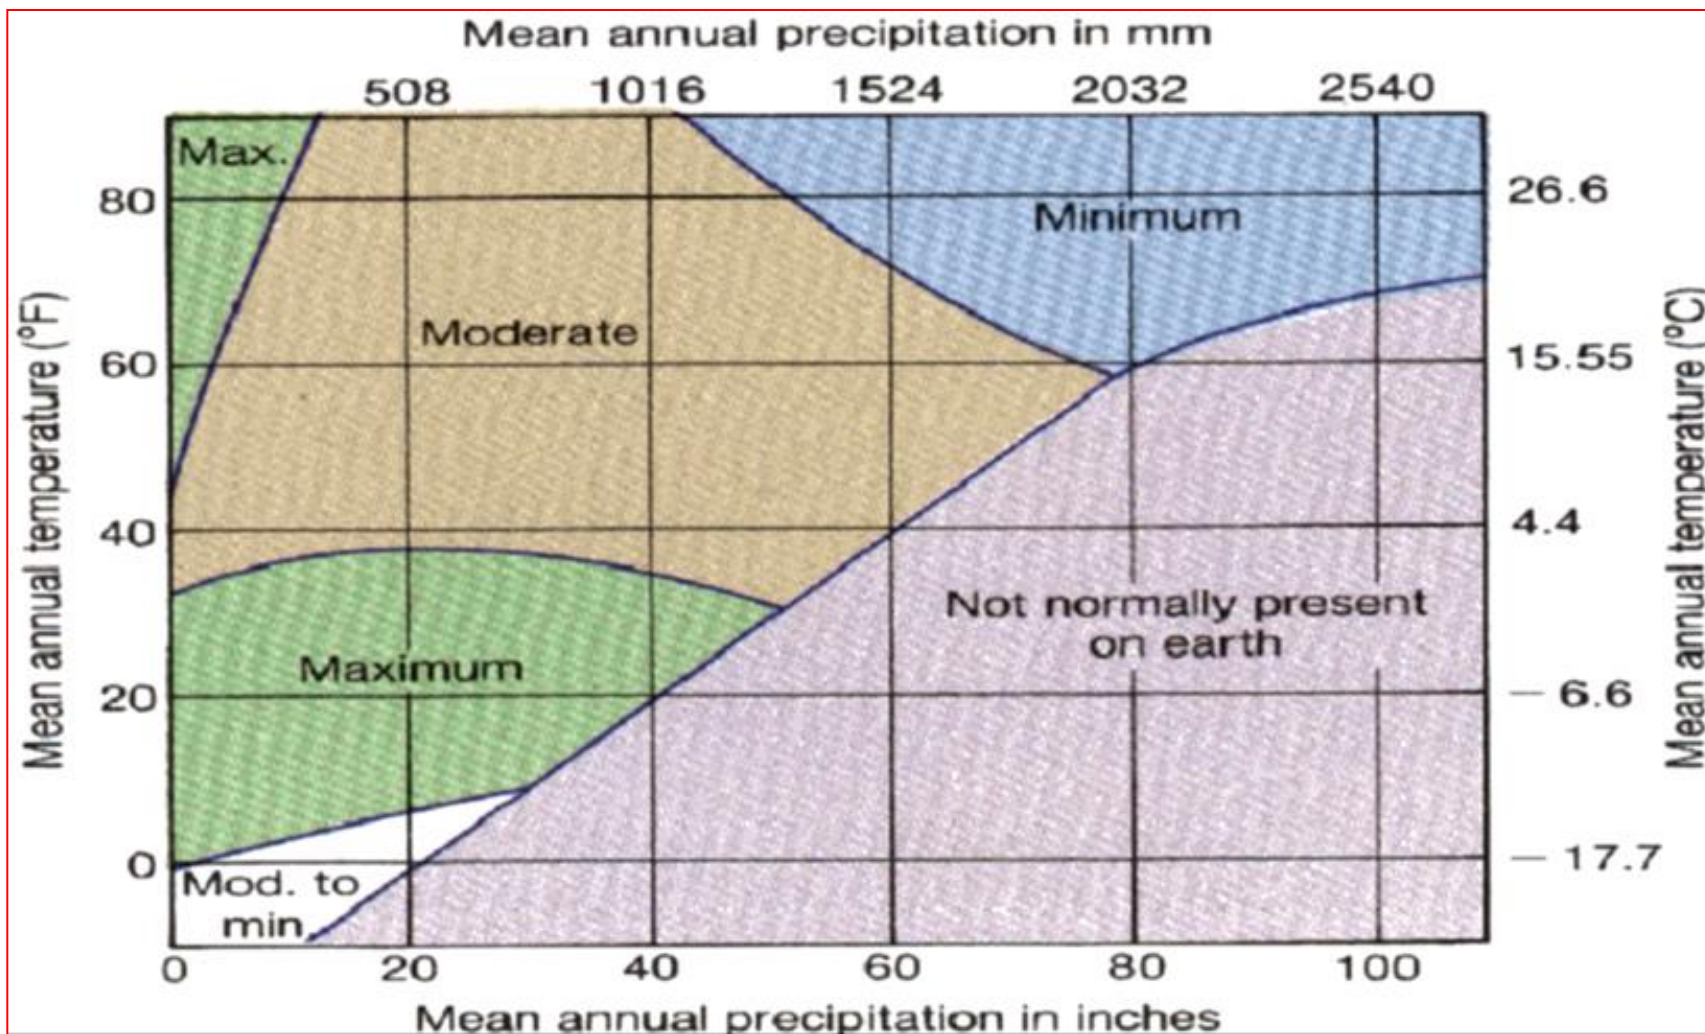 Mean annual precipitation in mm
508 1016 1524 2032 2540
Max.
80
26.6
Minimum
Moderate
60
15.55
Mean annual temperature (°F)
Mean annual temperature (°C)
40
4.4
Not normally present
on earth
Maximum
20
– 6.6
0
– 17.7
Mod. to
min.
0 20 40 60 80 100
Mean annual precipitation in inches